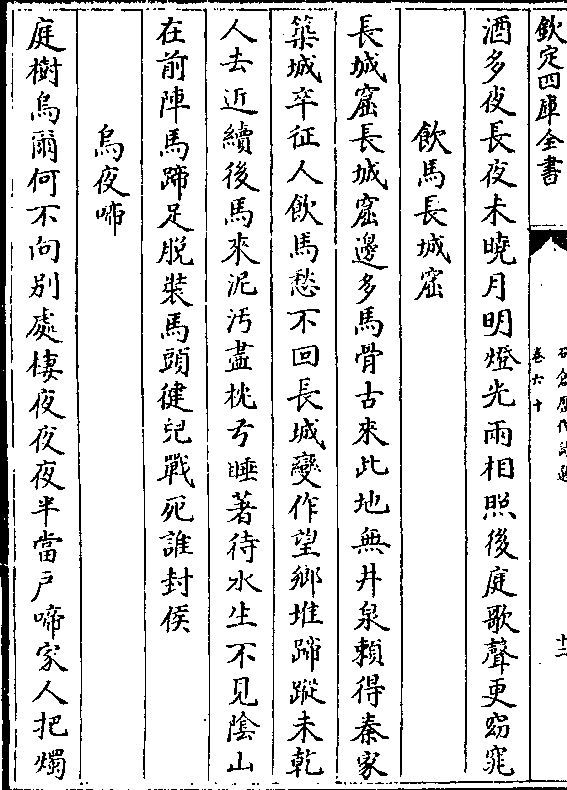 欽定四庫全書
石倉歷代詩選
卷六十
十二
酒多夜長夜未曉月明燈光兩相照後庭歌聲更窈窕
飲馬長城窟
長城窟長城窟邊多馬骨古來此地無井泉賴得秦家
築城卒征人飲馬愁不回長城變作望鄉堆蹄蹤未乾
人去近續後馬來泥汚盡枕弓睡著待水生不見陰山
在前陣馬蹄足脫裝馬頭健兒戰死誰封侯
烏夜啼
庭樹烏爾何不向别處棲夜夜夜半當戶啼家人把燭